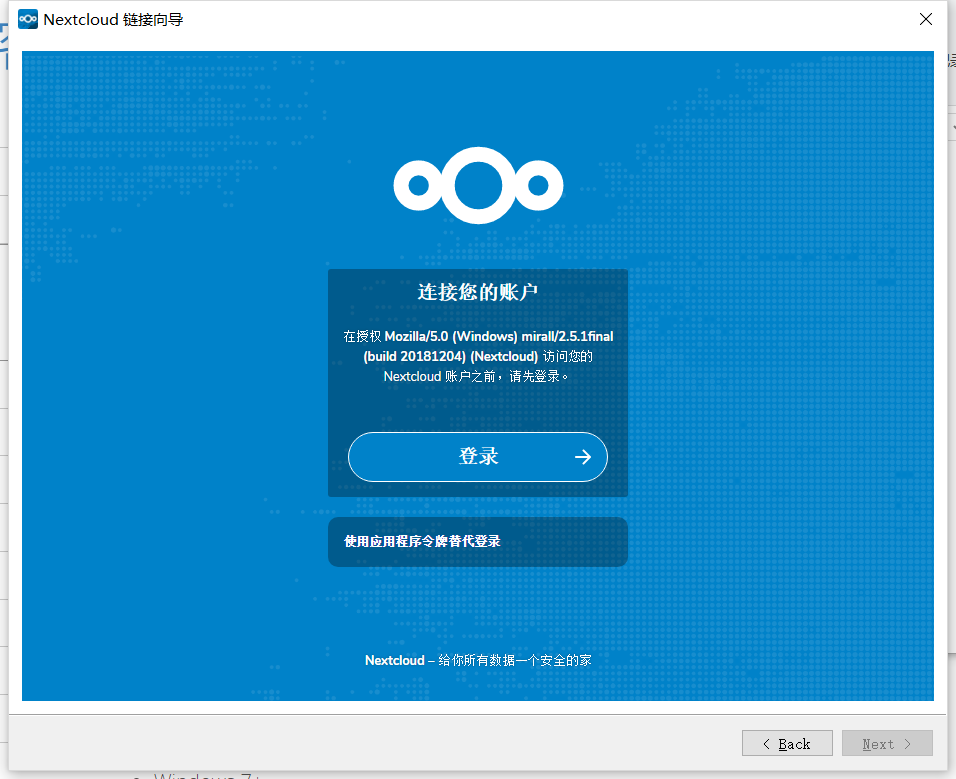 Nextcloud 链接向导
连接您的账户
在授权 Mozilla/5.0 (Windows) mirall/2.5.1final
(build 20181204) (Nextcloud) 访问您的
Nextcloud 账户之前，请先登录。
登录
使用应用程序令牌替代登录
Nextcloud – 给你所有数据一个安全的家
< Back
Next >